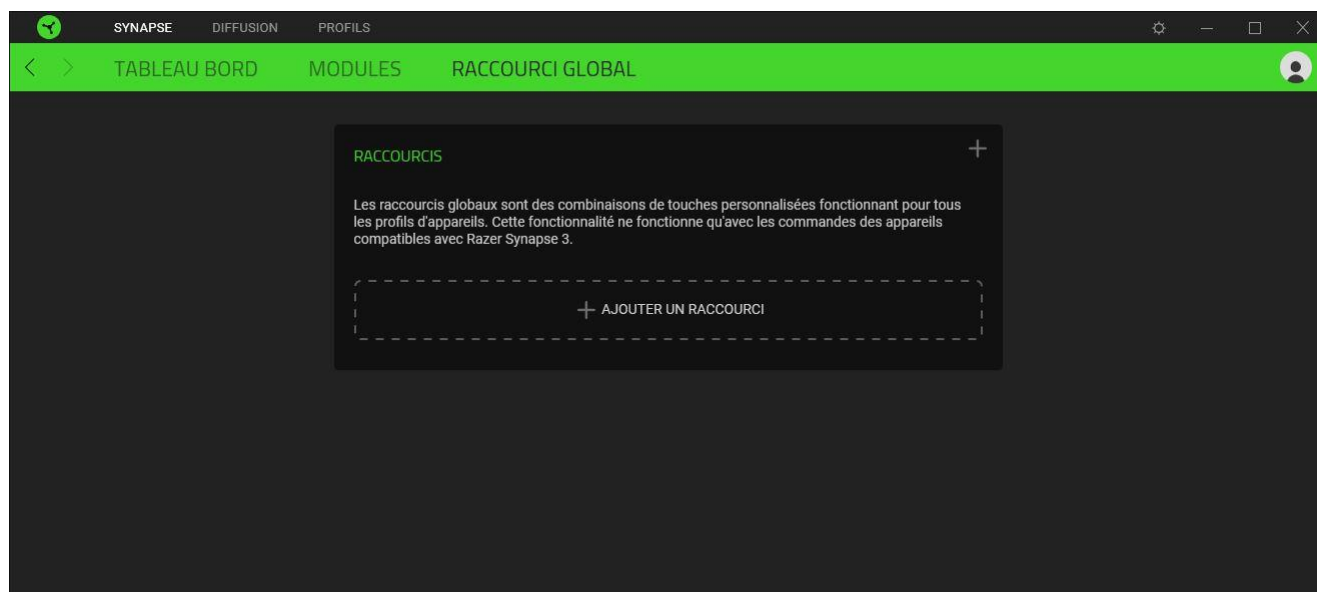 SYNAPSE DIFFUSION PROFILS
TABLEAU BORD MODULES RACCOURCI GLOBAL
RACCOURCIS
Les raccourcis globaux sont des combinaisons de touches personnalisées fonctionnant pour tous
les profils d'appareils. Cette fonctionnalité ne fonctionne qu'avec les commandes des appareils
compatibles avec Razer Synapse 3.
AJOUTER UN RACCOURCI